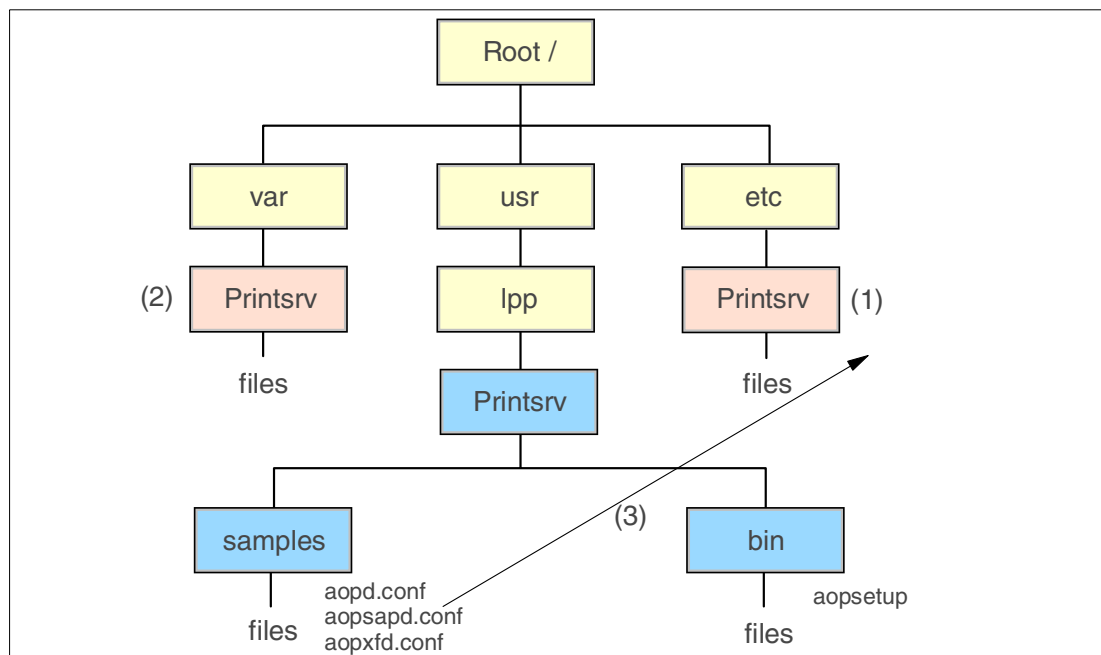 Root /
var
usr
etc
(2)
Printsrv
lpp
Printsrv
(1)
files
files
Printsrv
(3)
samples
bin
aopd.conf
aopsapd.conf
aopxfd.conf
files
aopsetup
files